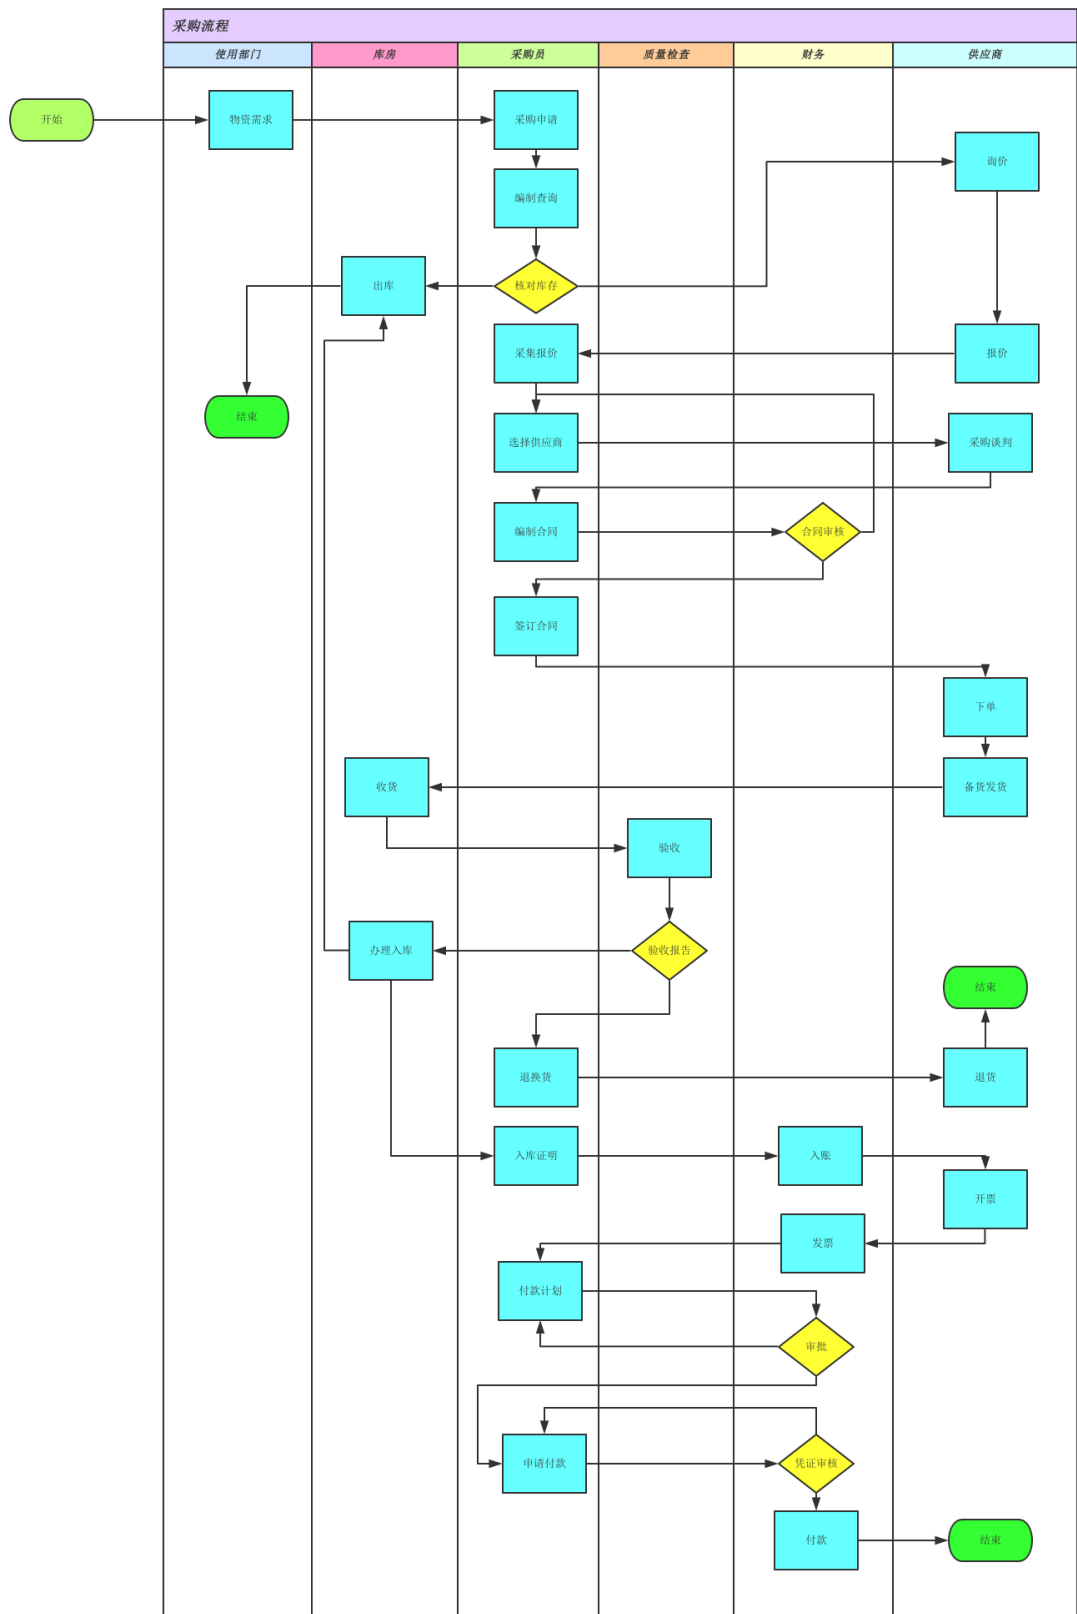 采购流程
使用部门
库房
采购员
质量检查
财务
供应商
开始
物资需求
采购申请
询价
编制查询
出库
核对库存
采集报价
报价
结束
选择供应商
采购谈判
编制合同
合同审核
签订合同
下单
收货
备货发货
验收
办理入库
验收报告
结束
退换货
退货
入库证明
入账
开票
发票
付款计划
审批
申请付款
凭证审核
付款
结束